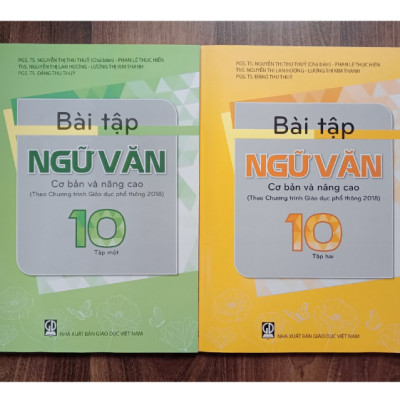 PGS. TS. NGUYỄN THỊ THU THUỶ (Chủ biên) - PHAN LÊ THỤC HIỀN
ThS. NGUYỄN THỊ LAN HƯƠNG - LƯƠNG THỊ KIM THANH
PGS. TS. ĐẶNG THU THUỶ
Bài tập
NGỮ VĂN
Cơ bản và nâng cao
(Theo Chương trình Giáo dục phổ thông 2018)
10
Tập một
NHÀ XUẤT BẢN GIÁO DỤC VIỆT NAM
PGS. TS. NGUYỄN THỊ THU THUỶ (Chủ biên) - PHAN LÊ THỤC HIỀN
ThS. NGUYỄN THỊ LAN HƯƠNG - LƯƠNG THỊ KIM THANH
PGS. TS. ĐẶNG THU THUỶ
Bài tập
NGỮ VĂN
Cơ bản và nâng cao
(Theo Chương trình Giáo dục phổ thông 2018)
10
Tập hai
NHÀ XUẤT BẢN GIÁO DỤC VIỆT NAM